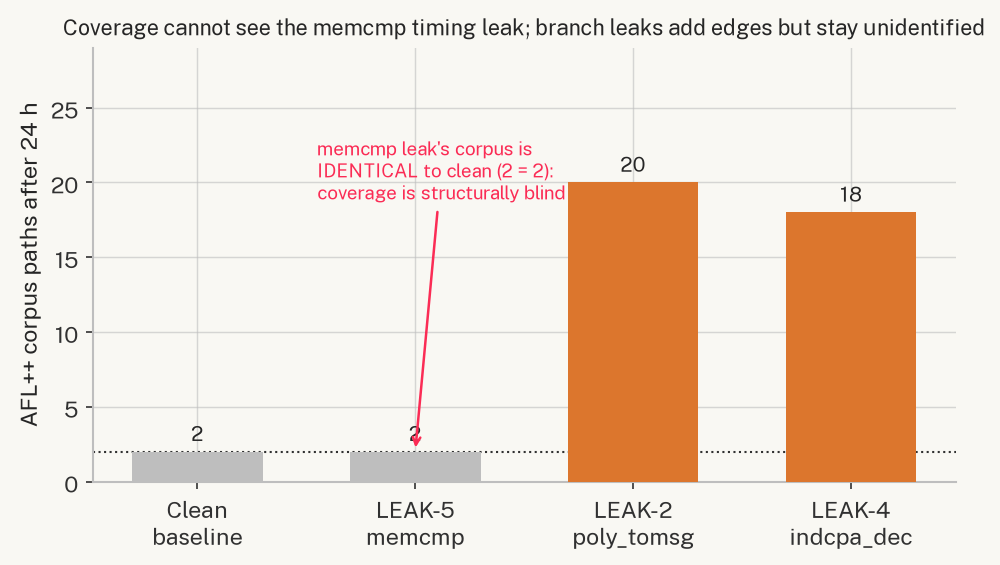 Coverage cannot see the memcmp timing leak; branch leaks add edges but stay unidentified
AFL++ corpus paths after 24 h
25
20
15
10
5
0
memcmp leak's corpus is
IDENTICAL to clean (2 = 2):
coverage is structurally blind
2
2
20
18
Clean
baseline
LEAK-5
memcmp
LEAK-2
poly_tomsg
LEAK-4
indcpa_dec